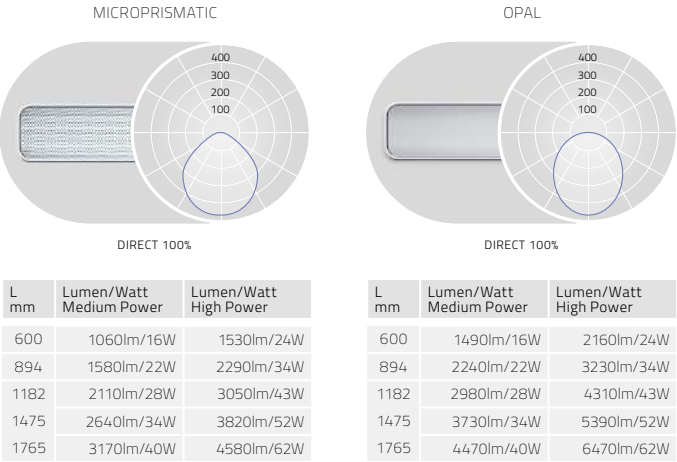 MICROPRISMATIC
400
300
200
100
DIRECT 100%
L
mm
Lumen/Watt
Medium Power
Lumen/Watt
High Power
600 1060lm/16W 1530lm/24W
894 1580lm/22W 2290lm/34W
1182 2110lm/28W 3050lm/43W
1475 2640lm/34W 3820lm/52W
1765 3170lm/40W 4580lm/62W
OPAL
400
300
200
100
DIRECT 100%
L
mm
Lumen/Watt
Medium Power
Lumen/Watt
High Power
600 1490lm/16W 2160lm/24W
894 2240lm/22W 3230lm/34W
1182 2980lm/28W 4310lm/43W
1475 3730lm/34W 5390lm/52W
1765 4470lm/40W 6470lm/62W